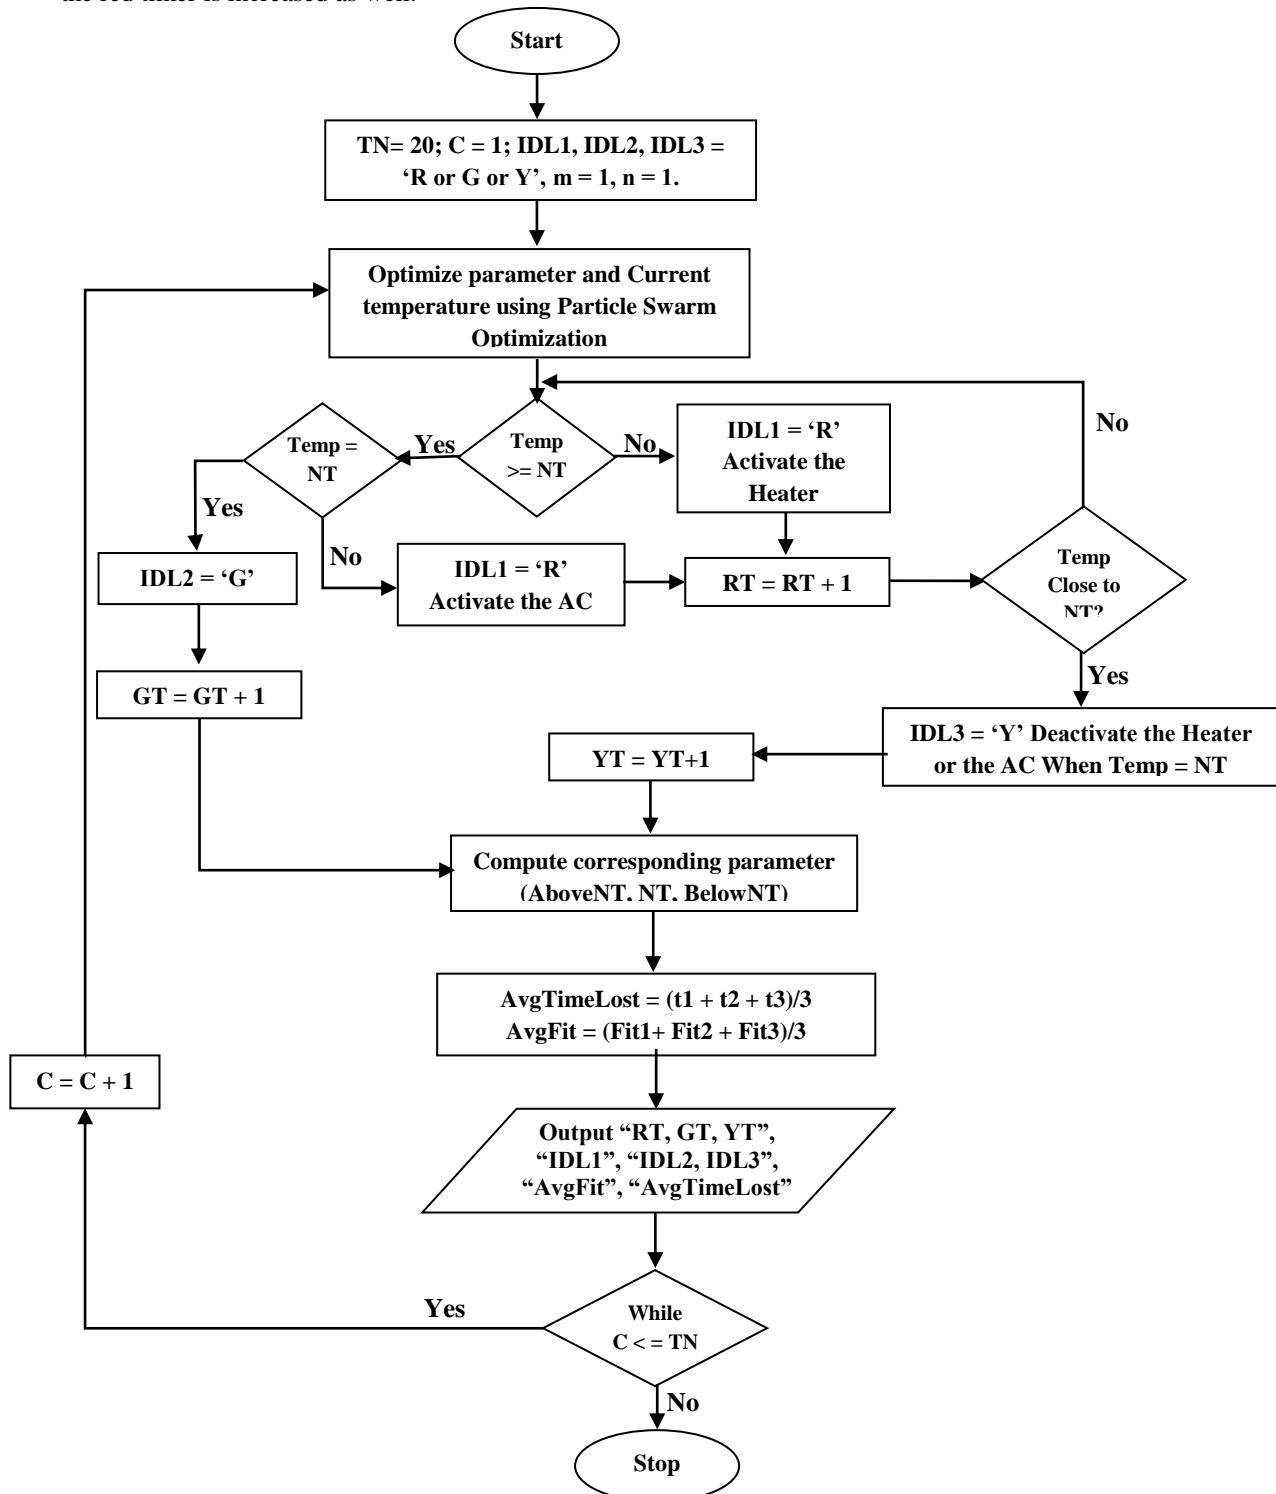 the red timer is increased as well.
Start
TN= 20; C = 1; IDL1, IDL2, IDL3 =
‘R or G or Y’, m = 1, n = 1.
Optimize parameter and Current
temperature using Particle Swarm
Optimization
Temp
>= NT
Yes
No
Temp =
NT
Yes
No
IDL1 = ‘R’
Activate the
Heater
No
IDL2 = ‘G’
IDL1 = ‘R’
Activate the AC
RT = RT + 1
Temp
Close to
NT?
Yes
GT = GT + 1
IDL3 = ‘Y’ Deactivate the Heater
or the AC When Temp = NT
YT = YT+1
Compute corresponding parameter
(AboveNT, NT, BelowNT)
AvgTimeLost = (t1 + t2 + t3)/3
AvgFit = (Fit1+ Fit2 + Fit3)/3
C = C + 1
Output “RT, GT, YT”,
“IDL1”, “IDL2, IDL3”,
“AvgFit”, “AvgTimeLost”
Yes
While
C < = TN
No
Stop